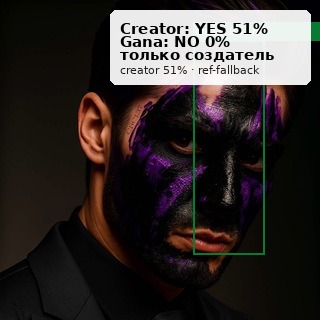 Creator: YES 51%
Gana: NO 0%
только создатель
creator 51% · ref-fallback